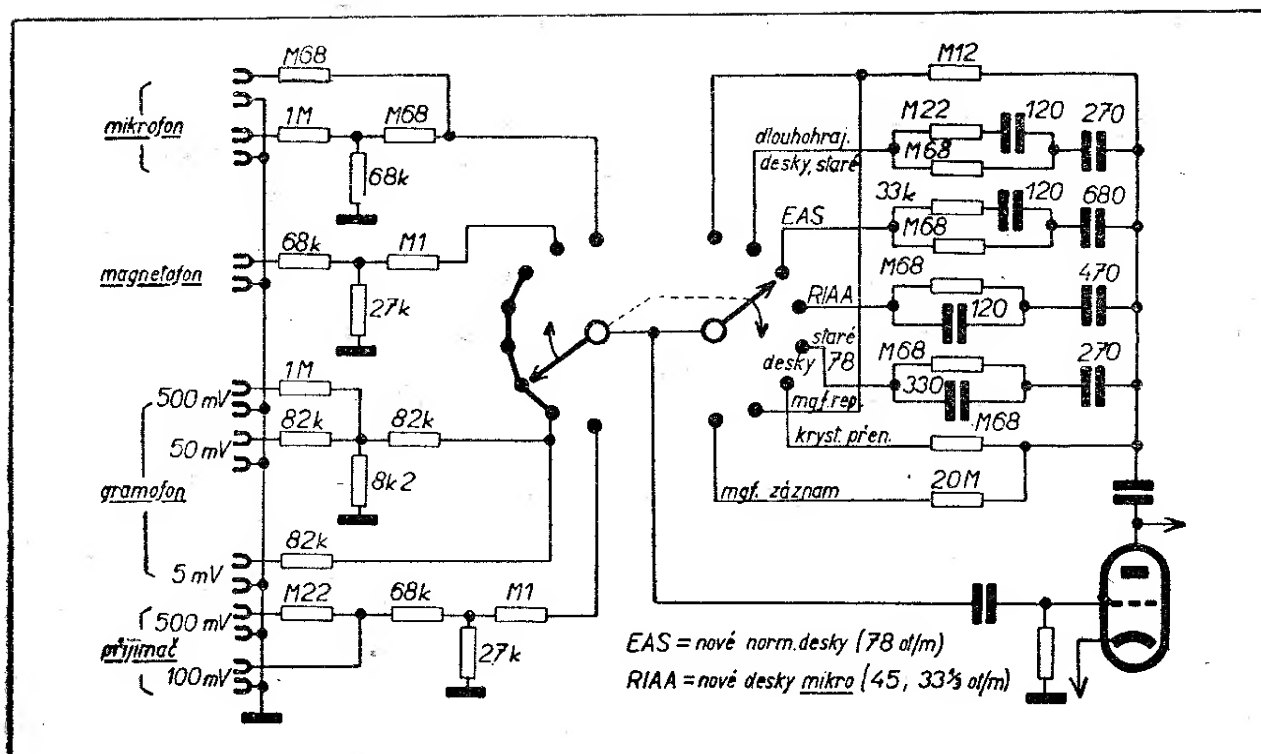 M68
mikrofon
1M
M68
68k
magnetofon
68k
M1
27k
1M
500 mV
82k
82k
50 mV
8k2
gramofon
82k
5 mV
M22
68k
M1
500 mV
přijímač
27k
100 mV
M12
dlouhohraj.
desky, staré
M22
120
270
M68
EAS
33k
120
680
M68
RIAA
M68
470
120
staré
desky 78
M68
270
330
mgf. rep.
kryst. přen.
M68
mgf. záznam
20M
EAS = nové norm. desky (78 ot/m)
RIAA = nové desky mikro (45, 33⅓ ot/m)